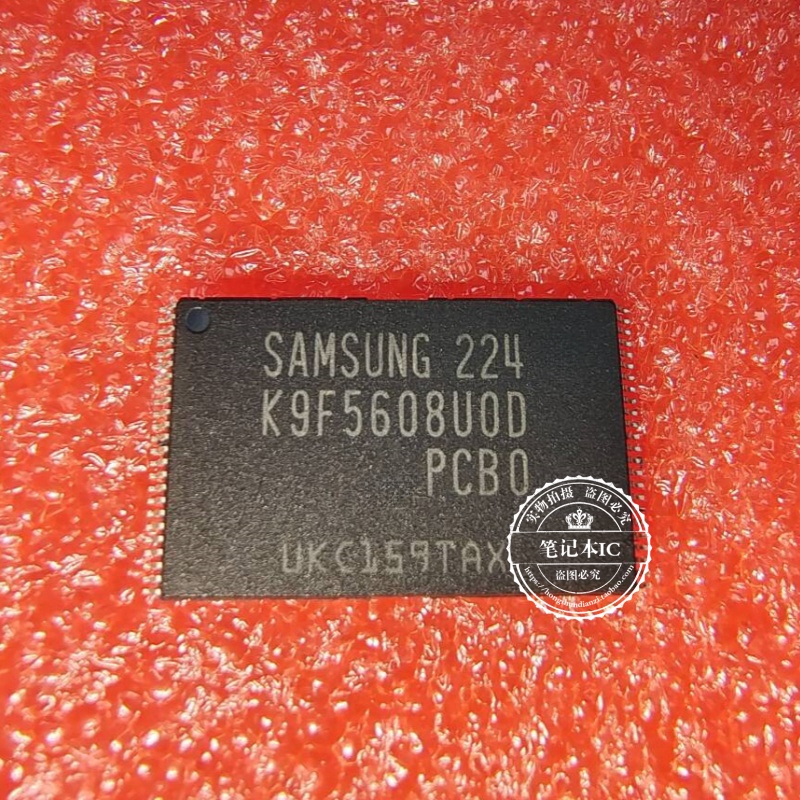 SAMSUNG 224
K9F5608U0D
PCB0
UKC159TAX
实物拍摄 盗图必究
笔记本IC
盗图必究